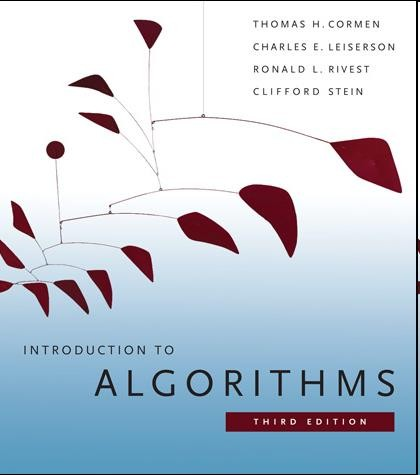 THOMAS H. CORMEN
CHARLES E. LEISERSON
RONALD L. RIVEST
CLIFFORD STEIN
INTRODUCTION TO
ALGORITHMS
THIRD EDITION